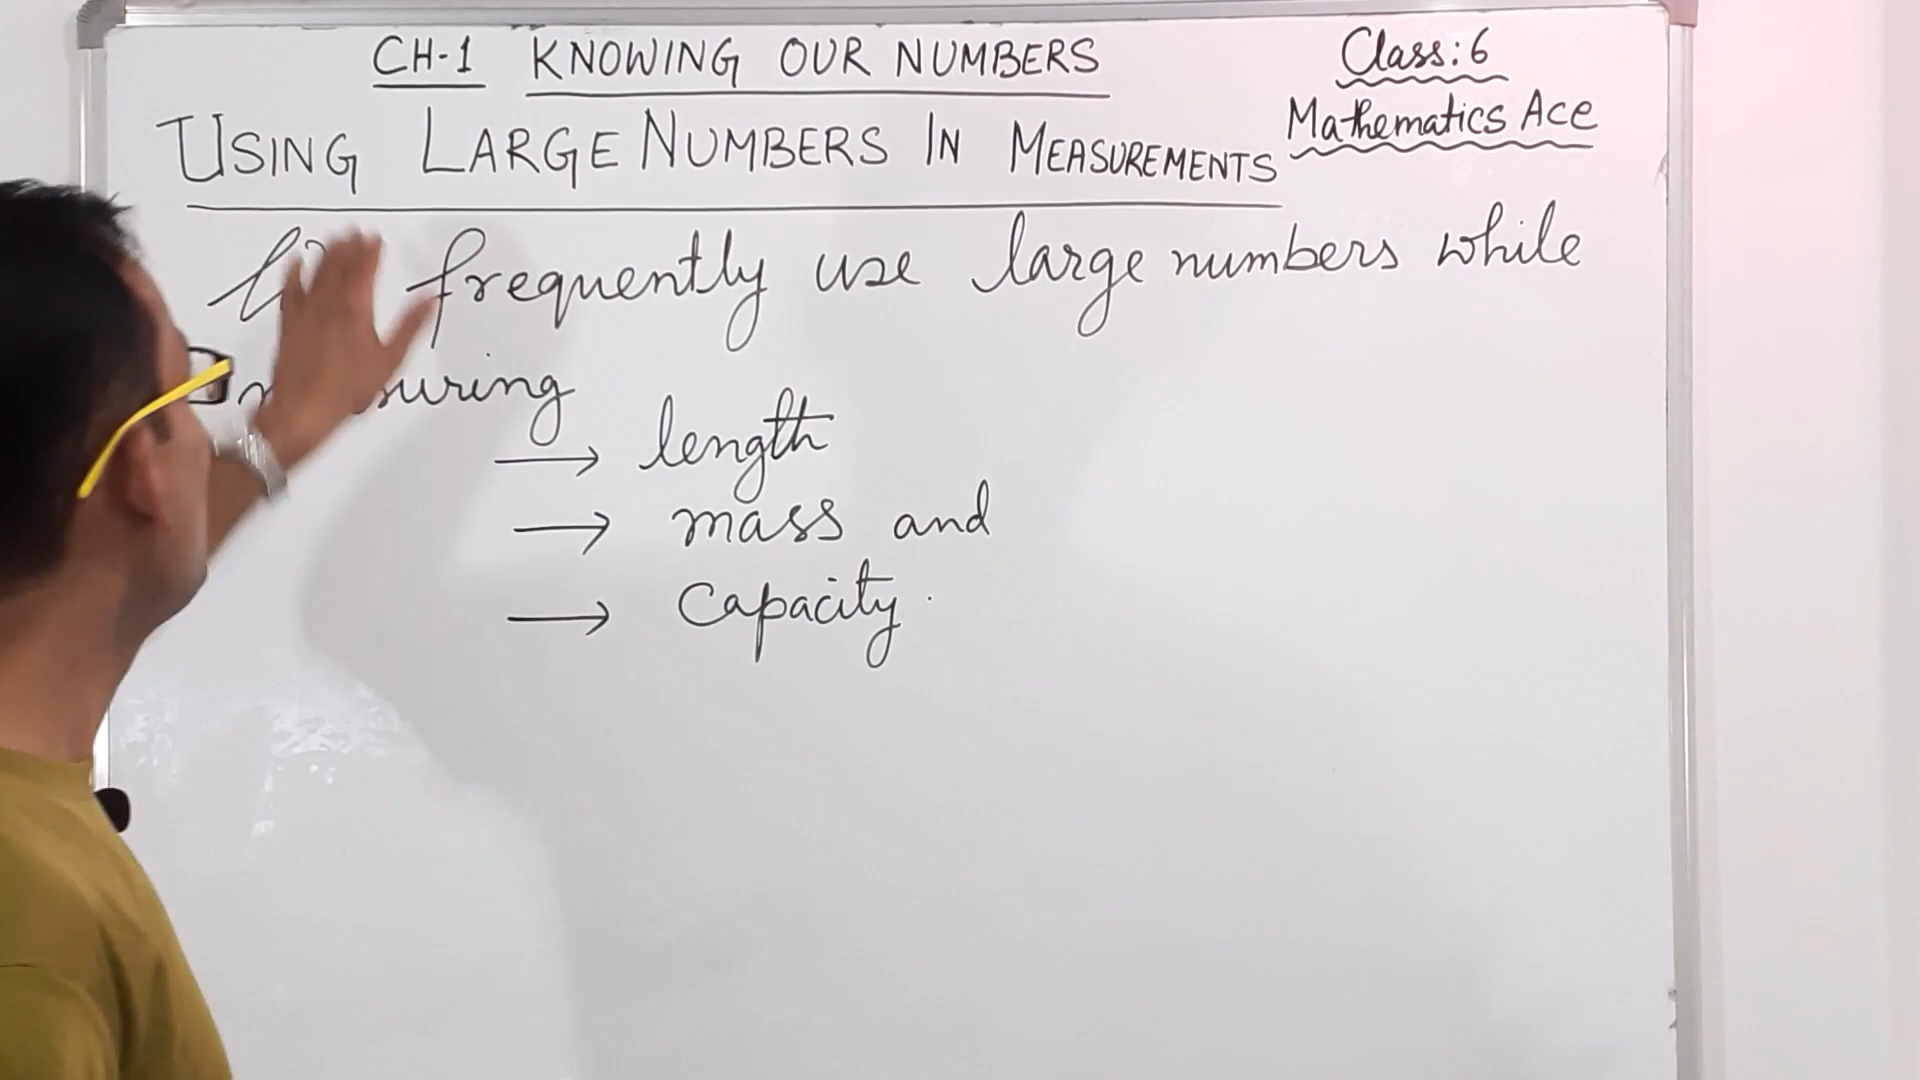 CH-1 KNOWING OUR NUMBERS
Class: 6
Mathematics Ace
USING LARGE NUMBERS IN MEASUREMENTS
frequently use large numbers while
→ length
→ mass and
→ Capacity.